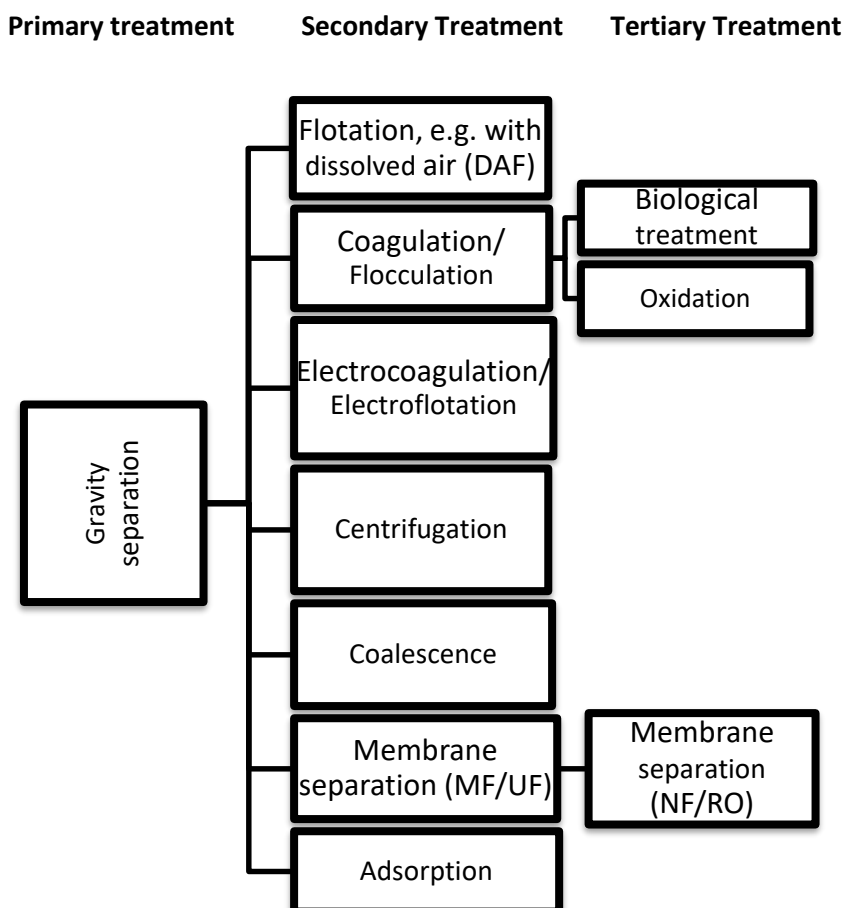 Primary treatment
Secondary Treatment
Tertiary Treatment
Flotation, e.g. with
dissolved air (DAF)
Coagulation/
Flocculation
Biological
treatment
Oxidation
Electrocoagulation/
Electroflotation
Gravity
separation
Centrifugation
Coalescence
Membrane
separation (MF/UF)
Membrane
separation
(NF/RO)
Adsorption